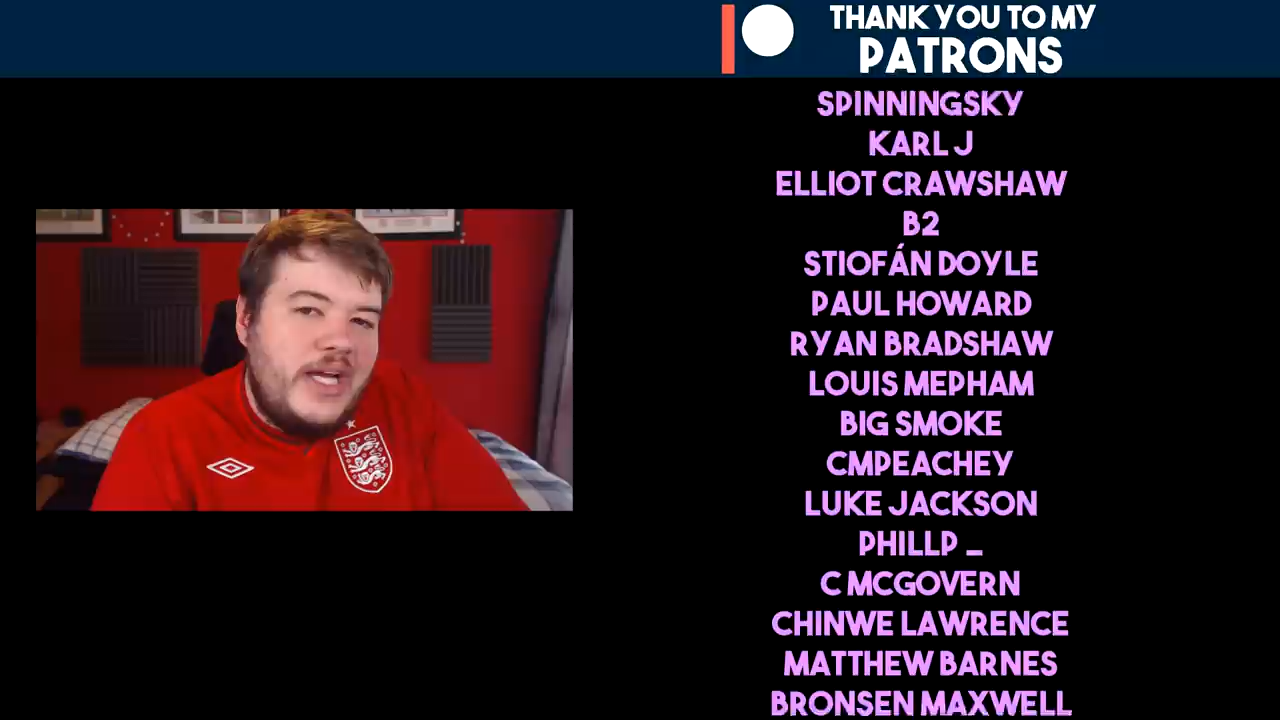 THANK YOU TO MY
PATRONS
SPINNINGSKY
KARL J
ELLIOT CRAWSHAW
B2
STIOFÁN DOYLE
PAUL HOWARD
RYAN BRADSHAW
LOUIS MEPHAM
BIG SMOKE
CMPEACHEY
LUKE JACKSON
PHILLP _
C MCGOVERN
CHINWE LAWRENCE
MATTHEW BARNES
BRONSEN MAXWELL